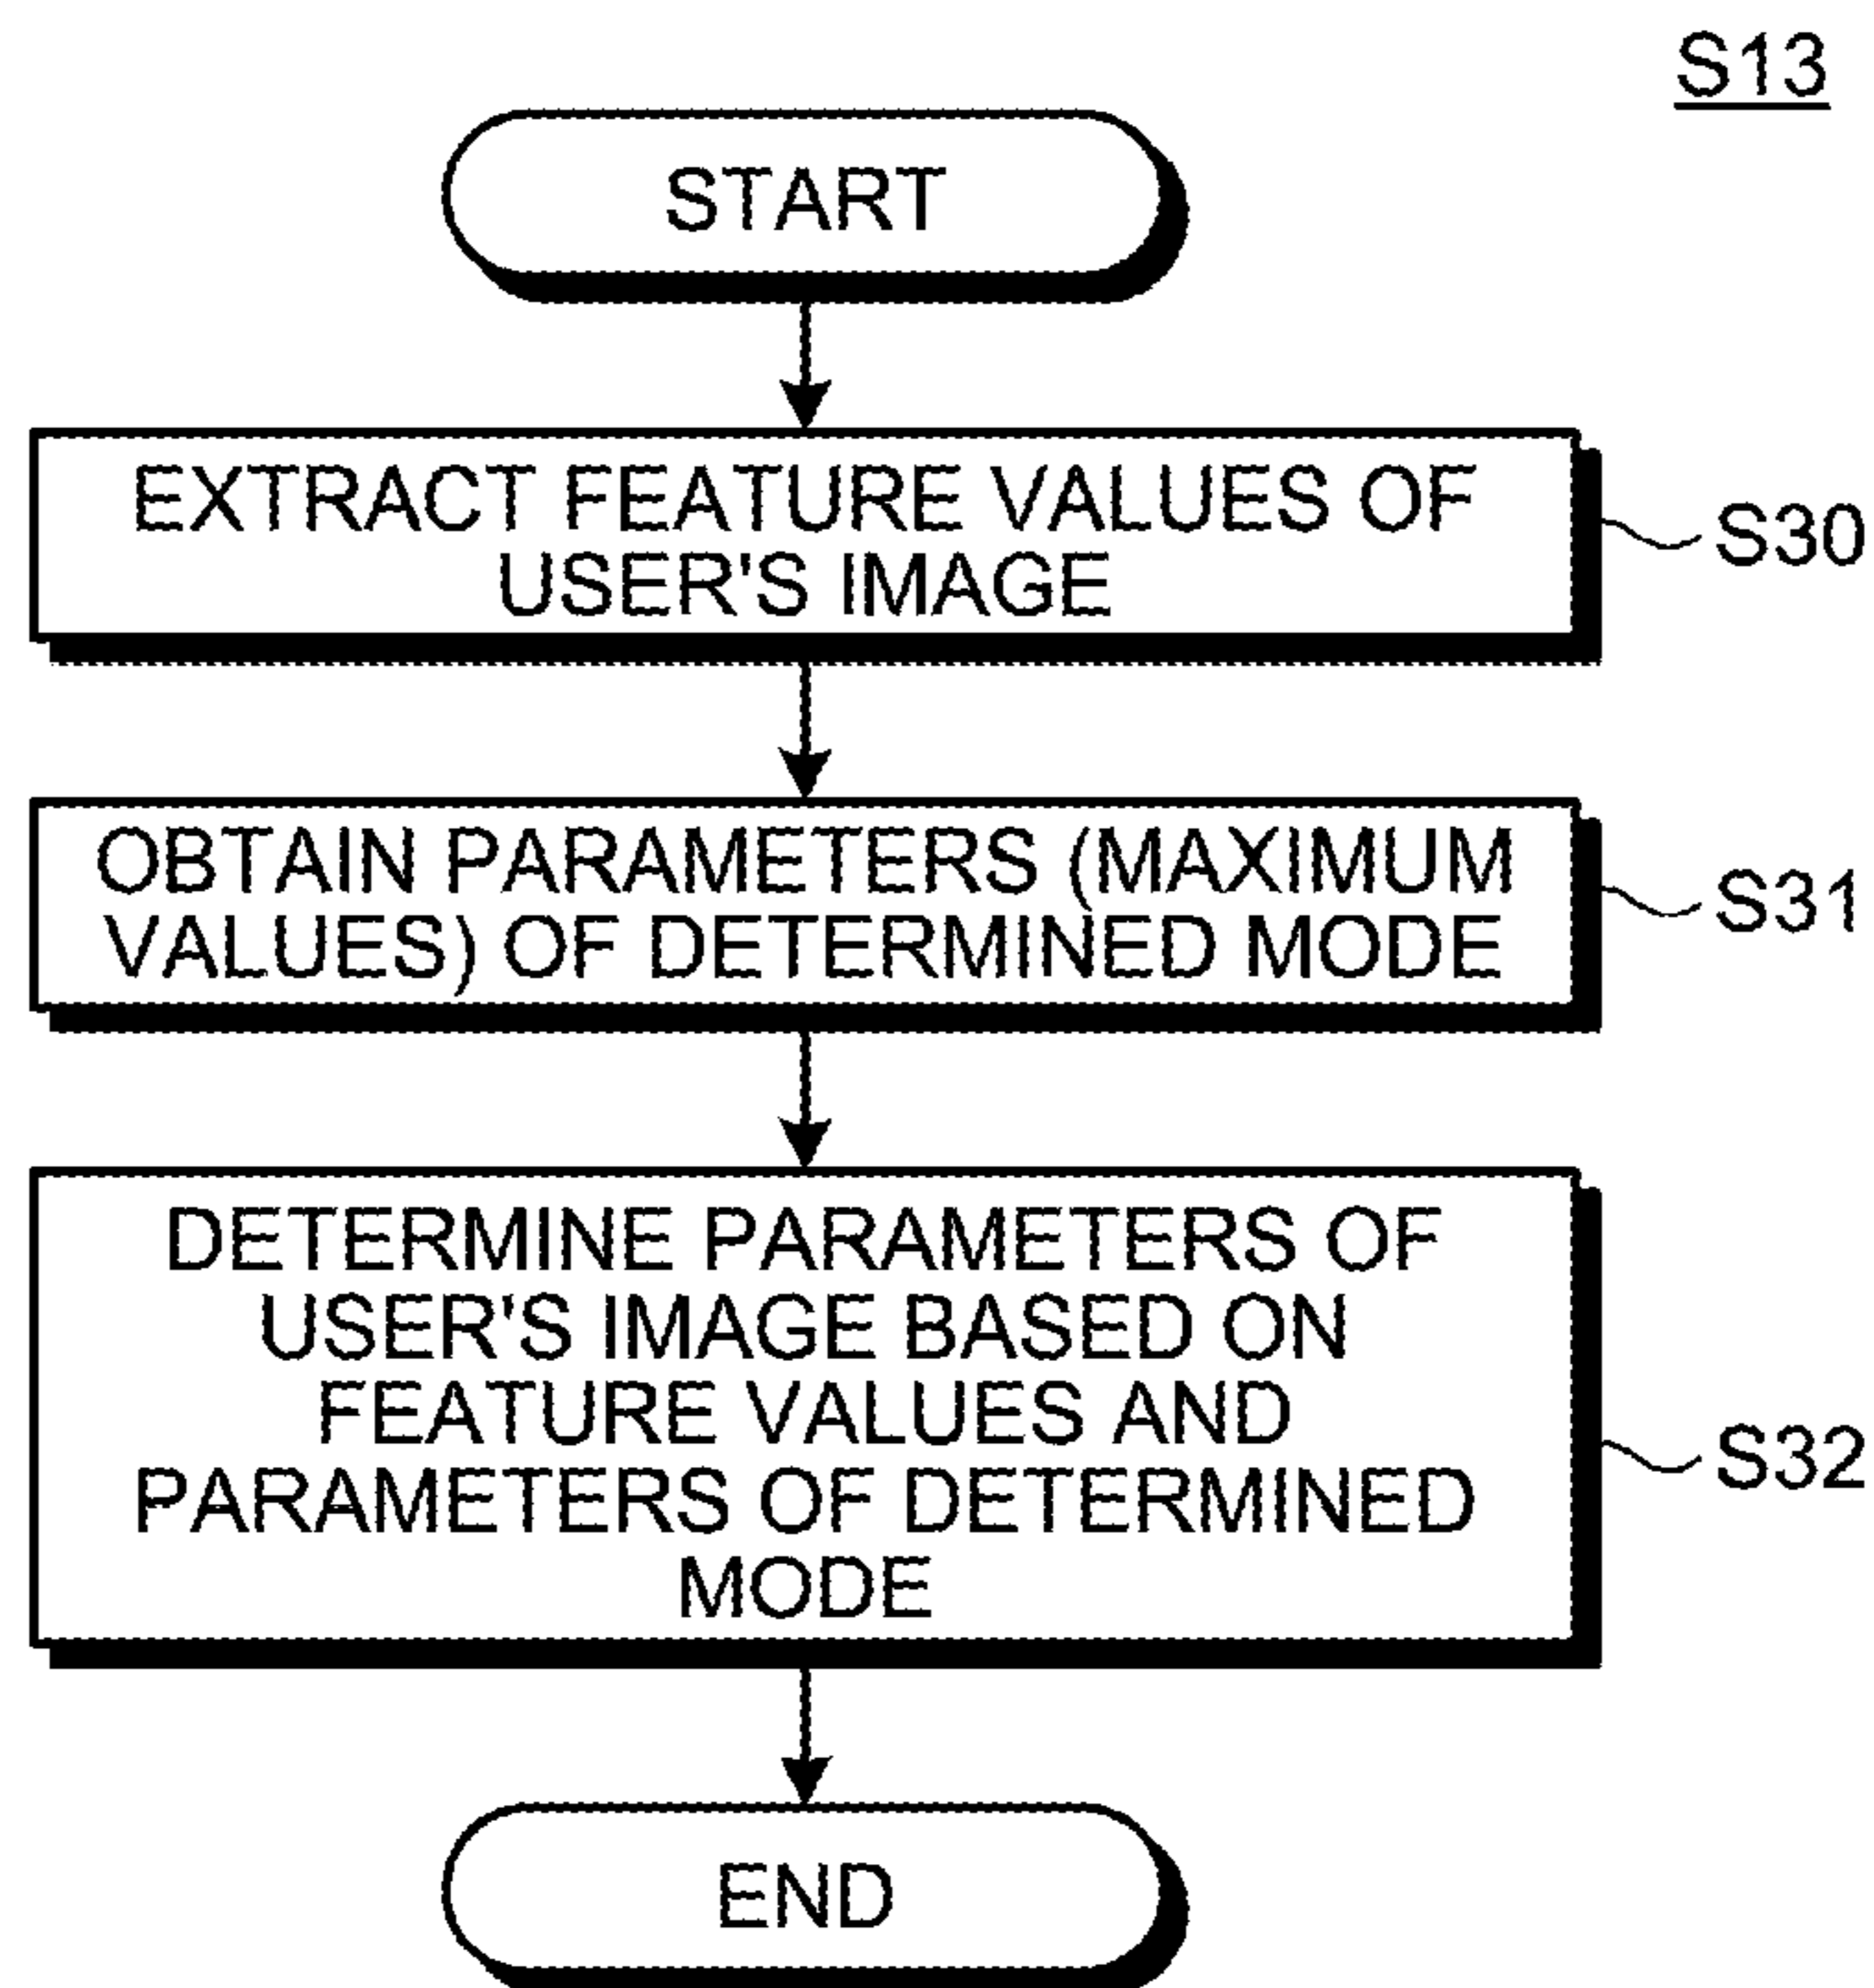 S13
START
EXTRACT FEATURE VALUES OF
USER'S IMAGE
S30
OBTAIN PARAMETERS (MAXIMUM
VALUES) OF DETERMINED MODE
S31
DETERMINE PARAMETERS OF
USER'S IMAGE BASED ON
FEATURE VALUES AND
PARAMETERS OF DETERMINED
MODE
S32
END